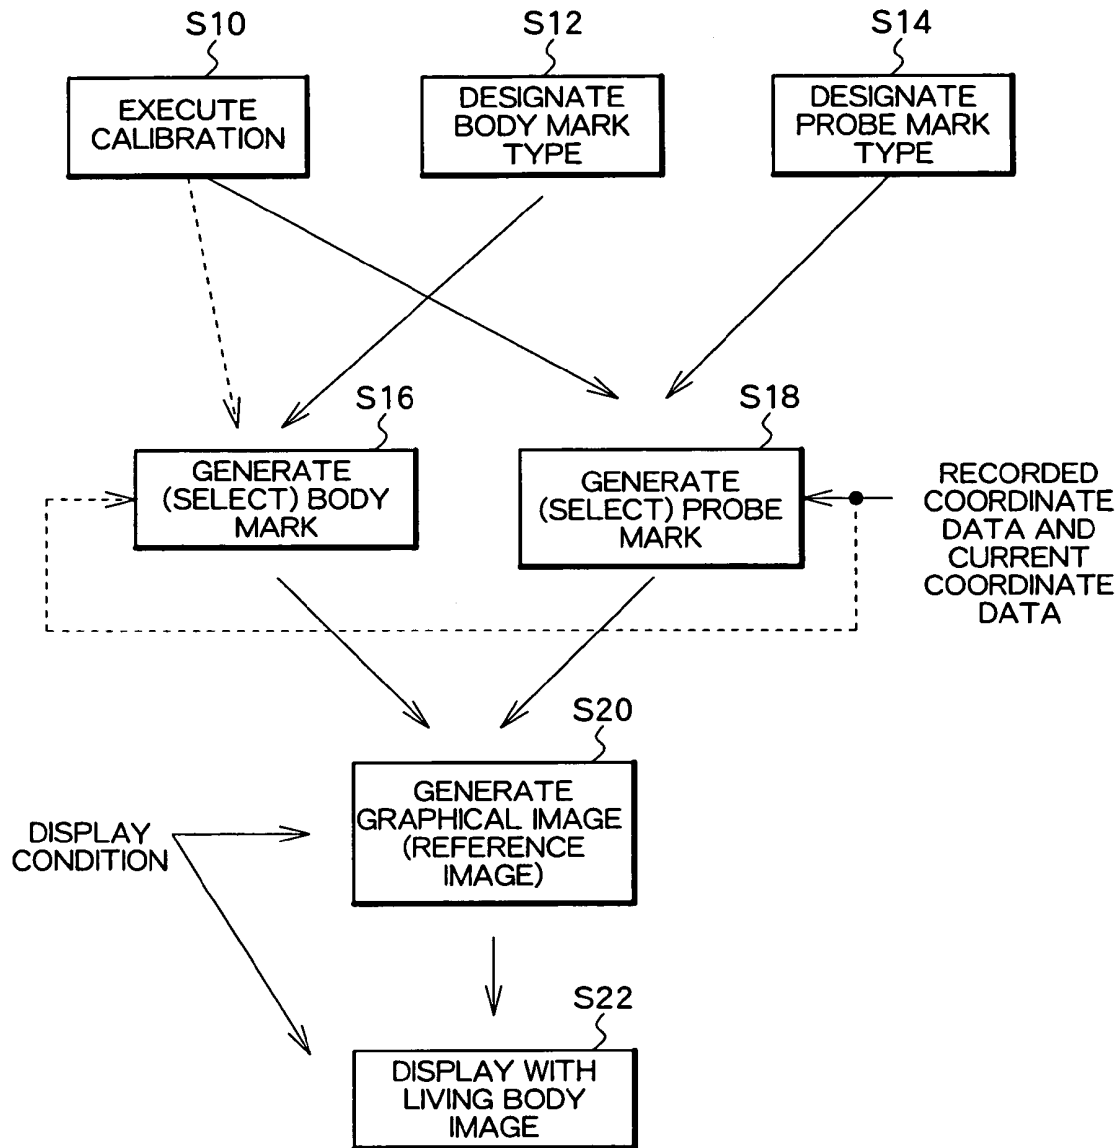 S10
S12
S14
EXECUTE
CALIBRATION
DESIGNATE
BODY MARK
TYPE
DESIGNATE
PROBE MARK
TYPE
S16
S18
GENERATE
(SELECT) BODY
MARK
GENERATE
(SELECT) PROBE
MARK
RECORDED
COORDINATE
DATA AND
CURRENT
COORDINATE
DATA
S20
GENERATE
GRAPHICAL IMAGE
(REFERENCE
IMAGE)
DISPLAY
CONDITION
S22
DISPLAY WITH
LIVING BODY
IMAGE